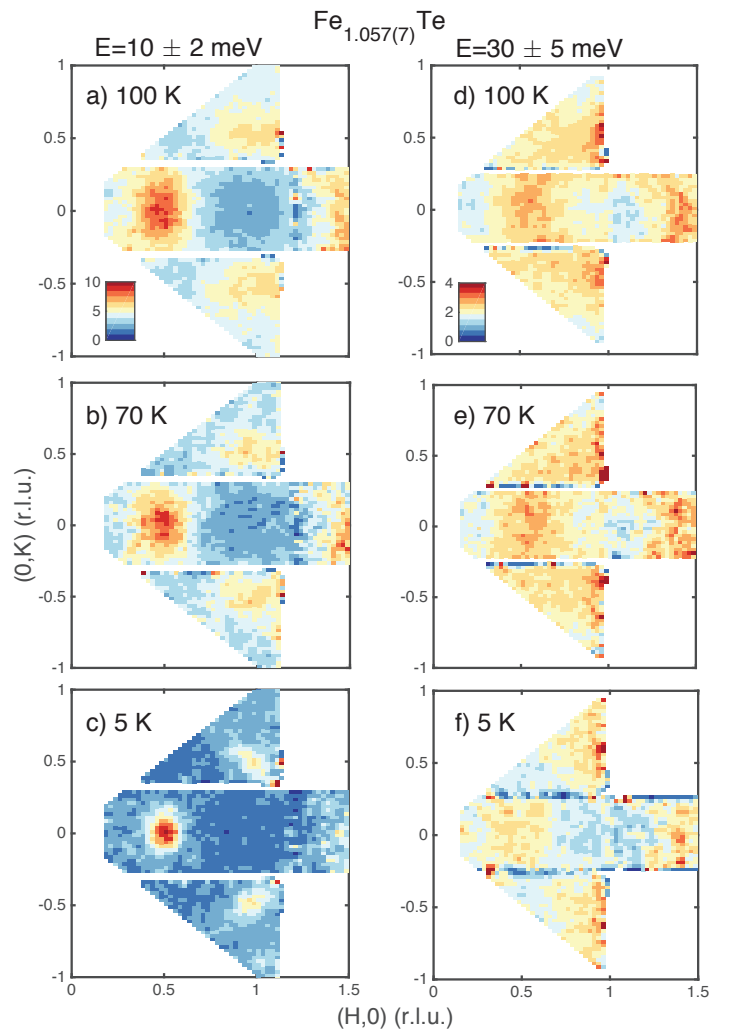 Fe1.057(7)Te
E=10 ± 2 meV
E=30 ± 5 meV
a) 100 K
d) 100 K
1
0.5
0
-0.5
-1
10
5
0
4
2
0
b) 70 K
e) 70 K
1
0.5
0
-0.5
-1
(0,K) (r.l.u.)
c) 5 K
f) 5 K
1
0.5
0
-0.5
-1
0 0.5 1 1.5
0 0.5 1 1.5
(H,0) (r.l.u.)